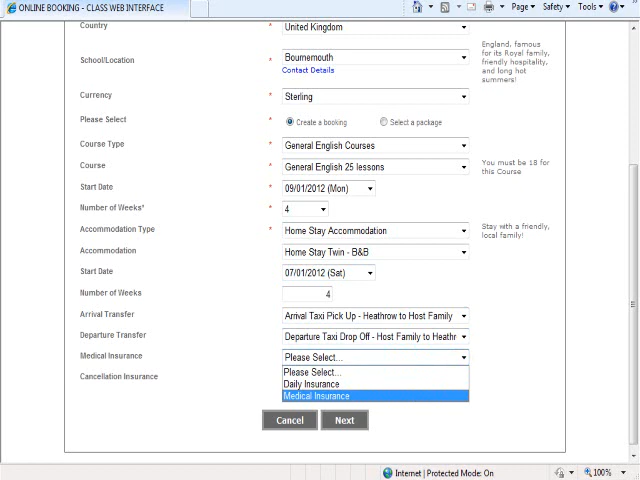 ONLINE BOOKING - CLASS WEB INTERFACE
Page
Safety
Tools
Country * United Kingdom
School/Location * Bournemouth
Contact Details
England, famous
for its Royal family,
friendly hospitality,
and long hot
summers!
Currency * Sterling
Please Select * Create a booking Select a package
Course Type * General English Courses
Course * General English 25 lessons
You must be 18 for
this Course
Start Date * 09/01/2012 (Mon)
Number of Weeks* * 4
Accommodation Type * Home Stay Accommodation
Stay with a friendly,
local family!
Accommodation Home Stay Twin - B&B
Start Date 07/01/2012 (Sat)
Number of Weeks 4
Arrival Transfer Arrival Taxi Pick Up - Heathrow to Host Family
Departure Transfer Departure Taxi Drop Off - Host Family to Heathr
Medical Insurance Please Select...
Please Select...
Daily Insurance
Medical Insurance
Cancellation Insurance
Cancel Next
Internet | Protected Mode: On 100%